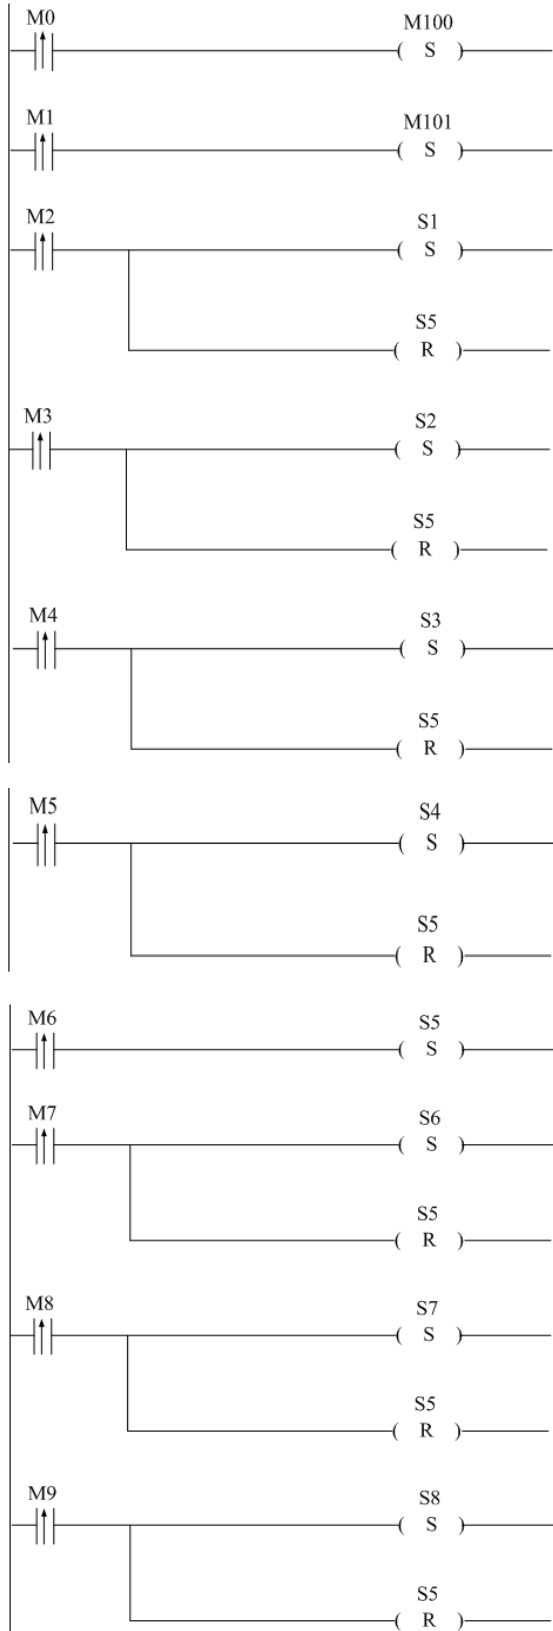 M0 M100
( S )
M1 M101
( S )
M2 S1
( S )
S5
( R )
M3 S2
( S )
S5
( R )
M4 S3
( S )
S5
( R )
M5 S4
( S )
S5
( R )
M6 S5
( S )
M7 S6
( S )
S5
( R )
M8 S7
( S )
S5
( R )
M9 S8
( S )
S5
( R )